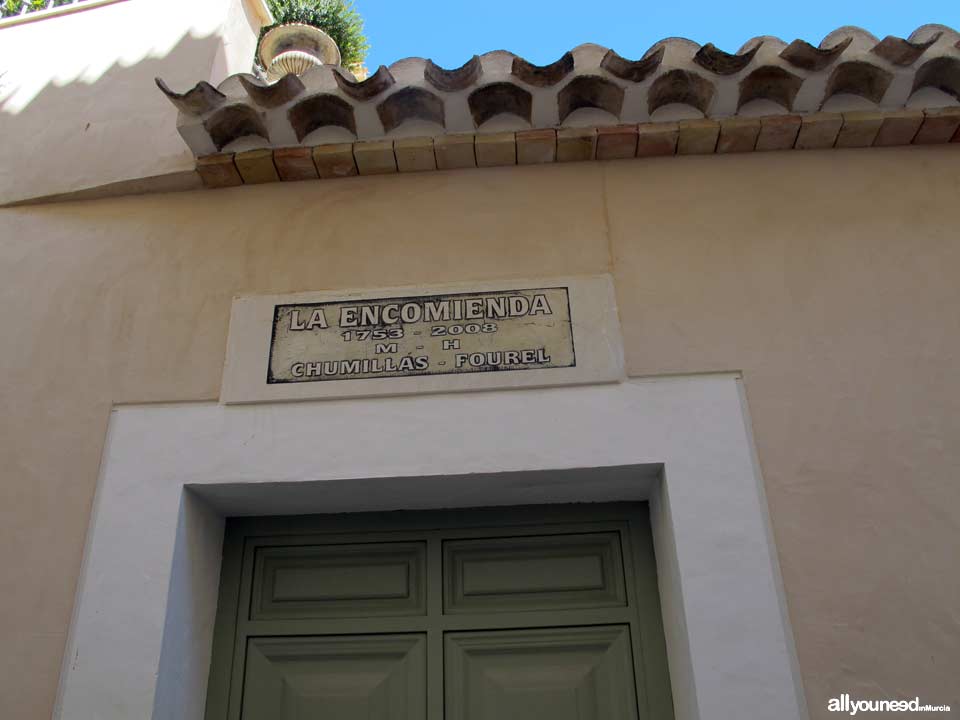 LA ENCOMIENDA
1753 - 2008
M - H
CHUMILLAS - FOUREL
allyouneedinMurcia